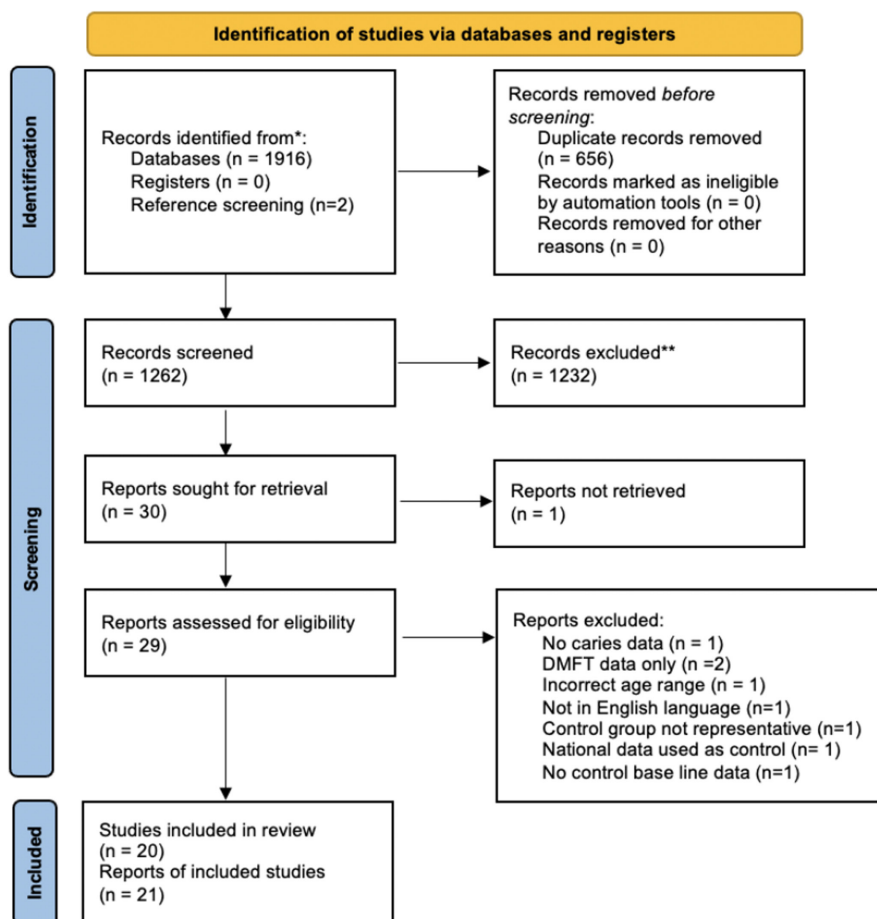 Identification of studies via databases and registers
Identification
Records identified from*:
Databases (n = 1916)
Registers (n = 0)
Reference screening (n=2)
Records removed before
screening:
Duplicate records removed
(n = 656)
Records marked as ineligible
by automation tools (n = 0)
Records removed for other
reasons (n = 0)
Screening
Records screened
(n = 1262)
Records excluded**
(n = 1232)
Reports sought for retrieval
(n = 30)
Reports not retrieved
(n = 1)
Reports assessed for eligibility
(n = 29)
Reports excluded:
No caries data (n = 1)
DMFT data only (n =2)
Incorrect age range (n = 1)
Not in English language (n=1)
Control group not representative (n=1)
National data used as control (n= 1)
No control base line data (n=1)
Included
Studies included in review
(n = 20)
Reports of included studies
(n = 21)